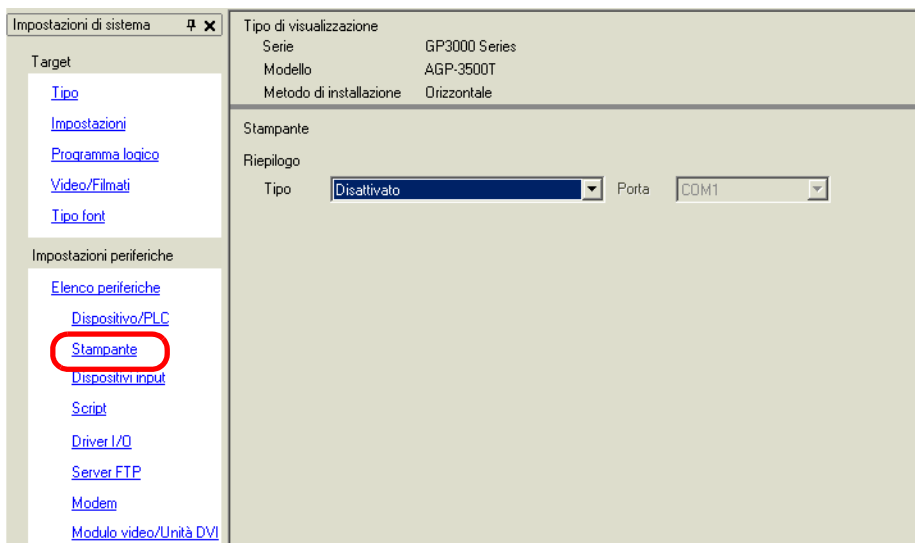 Impostazioni di sistema
Target
Tipo
Impostazioni
Programma logico
Video/Filmati
Tipo font
Impostazioni periferiche
Elenco periferiche
Dispositivo/PLC
Stampante
Dispositivi input
Script
Driver I/O
Server FTP
Modem
Modulo video/Unità DVI
Tipo di visualizzazione
Serie GP3000 Series
Modello AGP-3500T
Metodo di installazione Orizzontale
Stampante
Riepilogo
Tipo Disattivato Porta COM1